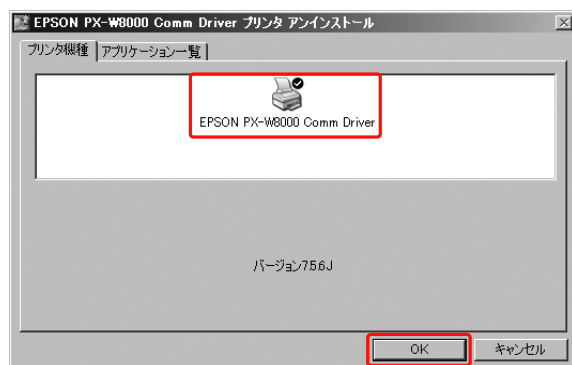 EPSON PX-W8000 Comm Driver プリンタ アンインストール
プリンタ機種 アプリケーション一覧
EPSON PX-W8000 Comm Driver
バージョン7.5.6J
OK キャンセル